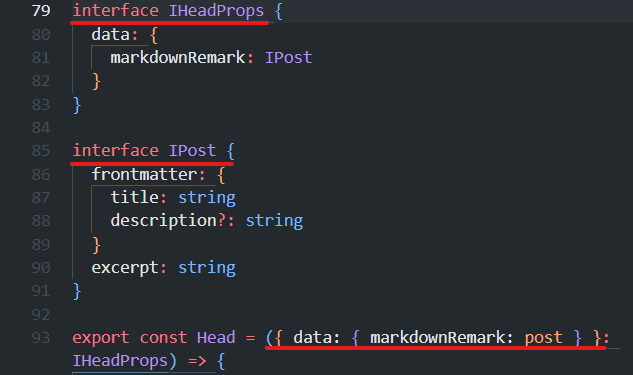 79 interface IHeadProps {
80 data: {
81 markdownRemark: IPost
82 }
83 }
84
85 interface IPost {
86 frontmatter: {
87 title: string
88 description?: string
89 }
90 excerpt: string
91 }
92
93 export const Head = ({ data: { markdownRemark: post } }:
IHeadProps) => {